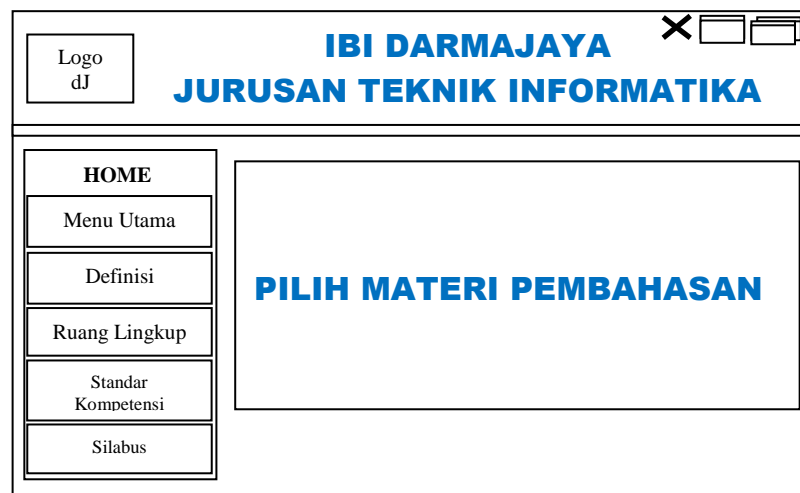 Logo
dJ
IBI DARMAJAYA
JURUSAN TEKNIK INFORMATIKA
HOME
Menu Utama
Definisi
Ruang Lingkup
Standar
Kompetensi
Silabus
PILIH MATERI PEMBAHASAN